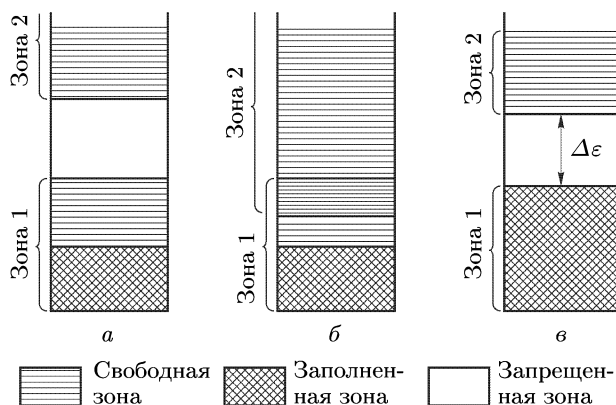 Зона 2
Зона 1
Зона 2
Зона 1
Зона 2
Зона 1
Δε
а
б
в
Свободная
зона
Заполнен-
ная зона
Запрещен-
ная зона